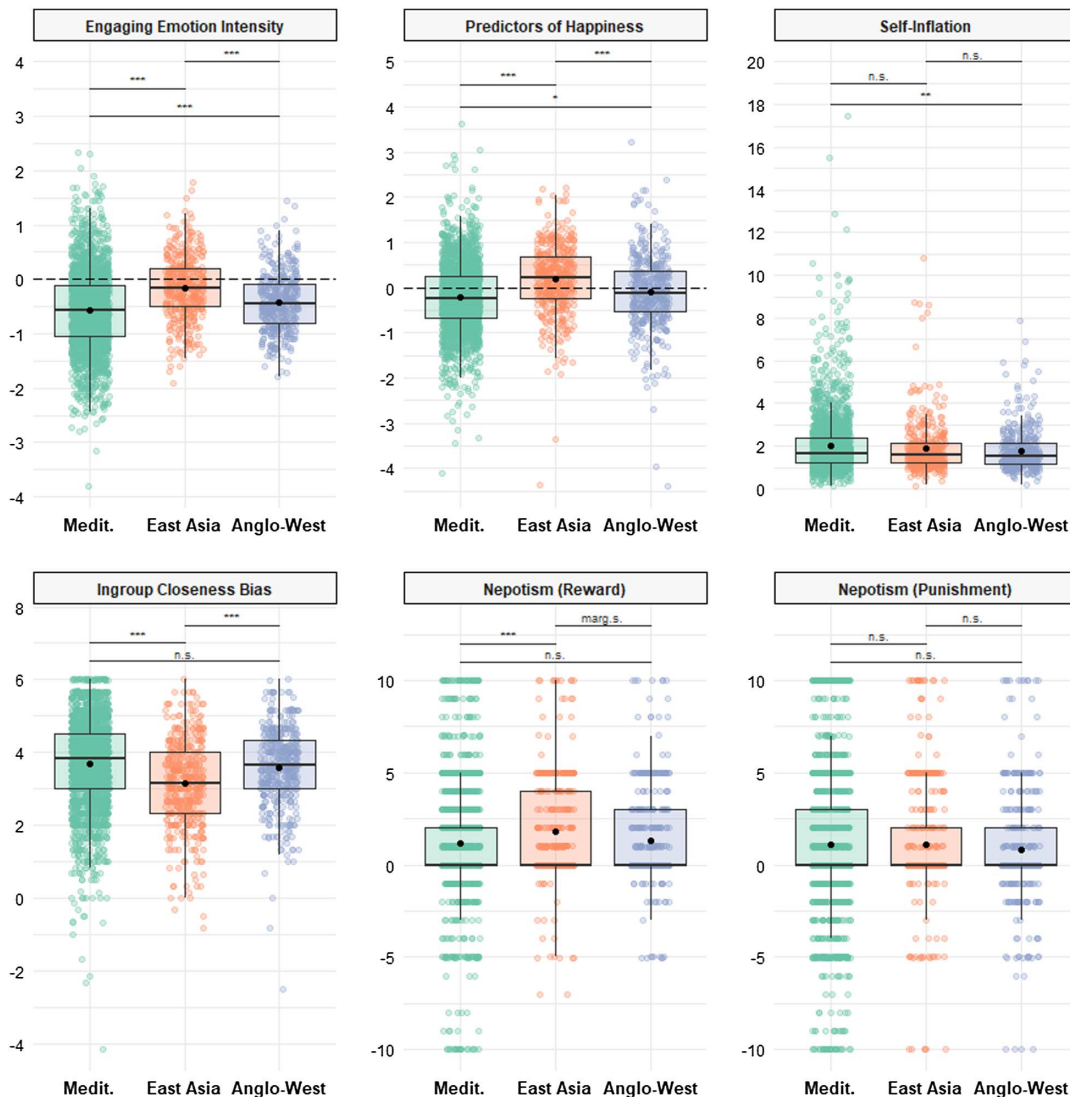 Engaging Emotion Intensity
4
3
2
1
0
-1
-2
-3
-4
***
***
***
Medit. East Asia Anglo-West
Predictors of Happiness
5
4
3
2
1
0
-1
-2
-3
-4
***
***
*
Medit. East Asia Anglo-West
Self-Inflation
20
18
16
14
12
10
8
6
4
2
0
n.s.
n.s.
**
Medit. East Asia Anglo-West
Ingroup Closeness Bias
8
6
4
2
0
-2
-4
***
***
n.s.
Medit. East Asia Anglo-West
Nepotism (Reward)
10
5
0
-5
-10
marg.s.
***
n.s.
Medit. East Asia Anglo-West
Nepotism (Punishment)
10
5
0
-5
-10
n.s.
n.s.
n.s.
Medit. East Asia Anglo-West